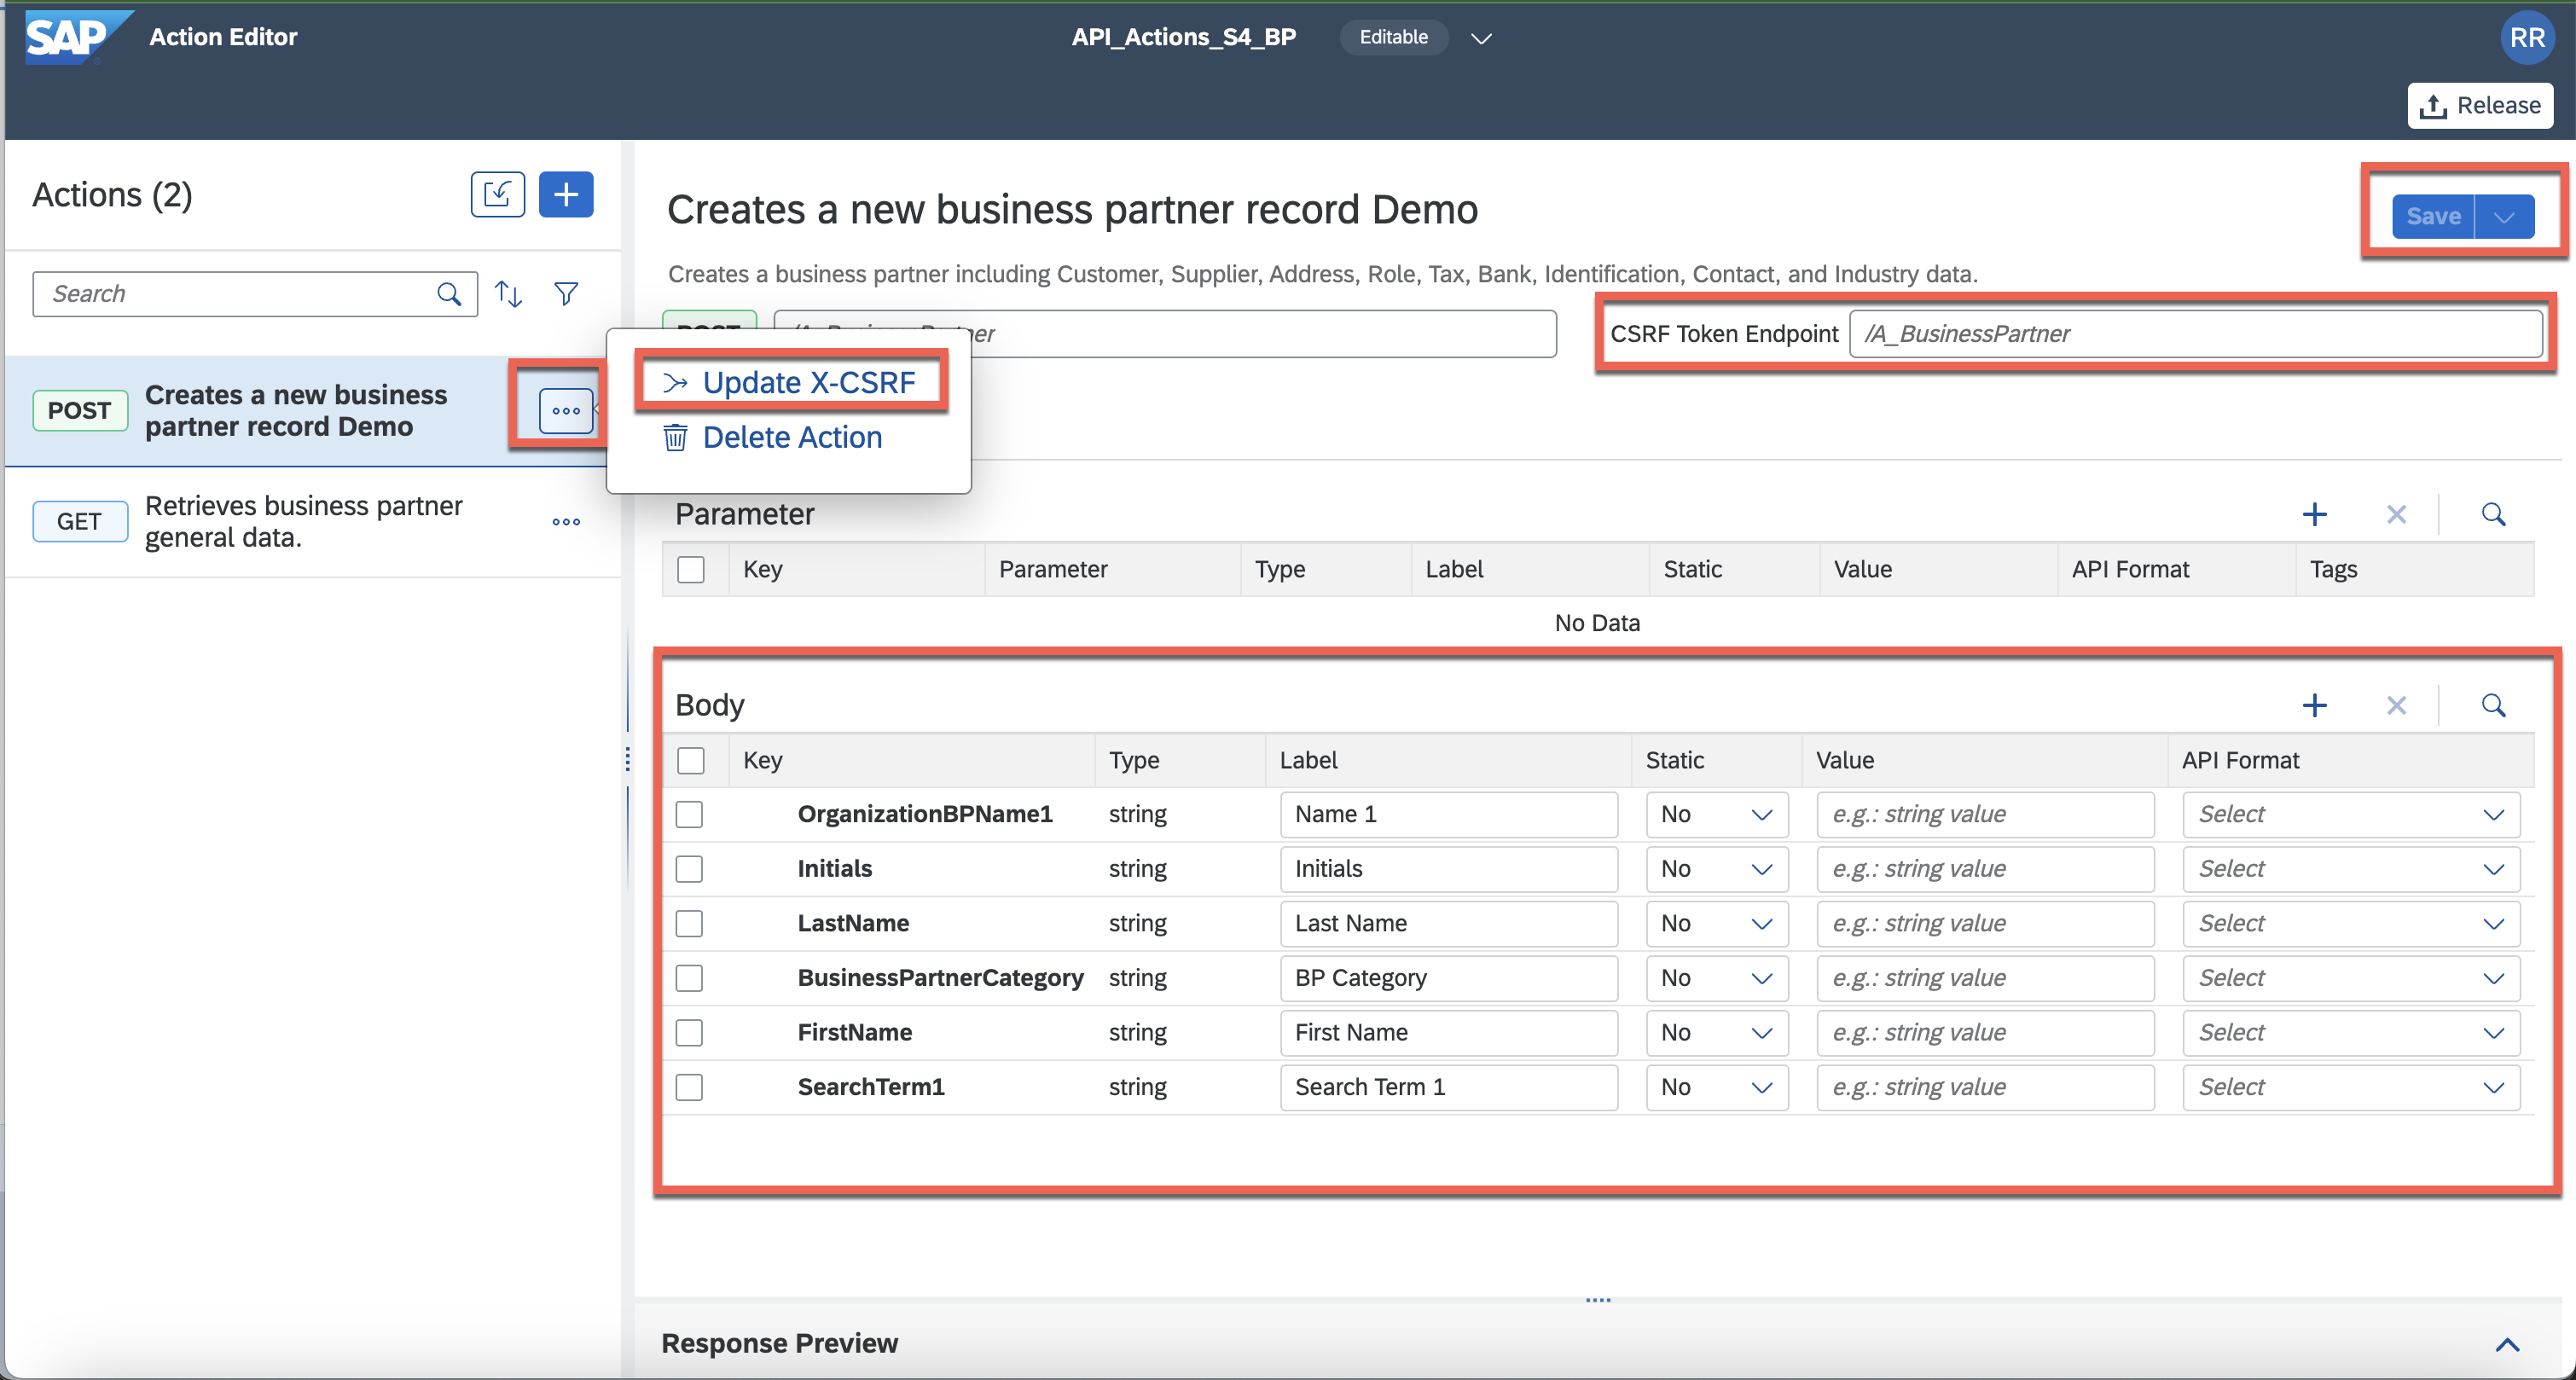 SAP
Action Editor
API_Actions_S4_BP
Editable
RR
Release
Actions (2)
Search
POST
Creates a new business
partner record Demo
GET
Retrieves business partner
general data.
Update X-CSRF
Delete Action
Creates a new business partner record Demo
Save
Creates a business partner including Customer, Supplier, Address, Role, Tax, Bank, Identification, Contact, and Industry data.
POST
/A_BusinessPartner
CSRF Token Endpoint
/A_BusinessPartner
Parameter
Key Parameter Type Label Static Value API Format Tags
No Data
Body
Key Type Label Static Value API Format
OrganizationBPName1 string Name 1 No e.g.: string value Select
Initials string Initials No e.g.: string value Select
LastName string Last Name No e.g.: string value Select
BusinessPartnerCategory string BP Category No e.g.: string value Select
FirstName string First Name No e.g.: string value Select
SearchTerm1 string Search Term 1 No e.g.: string value Select
Response Preview